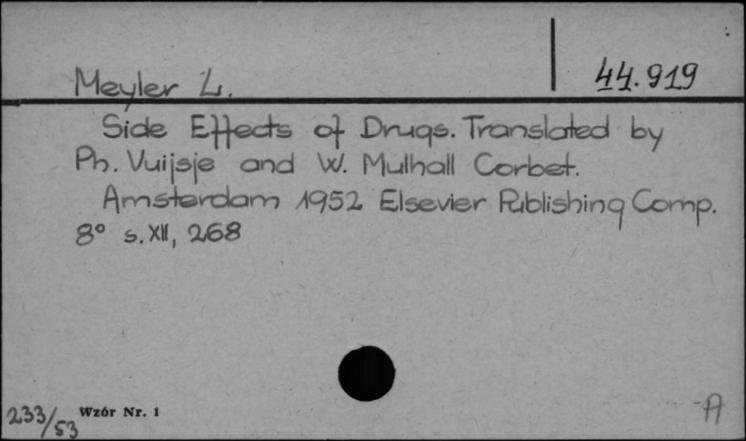 Meyler L.
44.919
Side Effects of Drugs. Translated by
Ph. Vuijsje and W. Mulhall Corbet.
Amsterdam 1952 Elsevier Publishing Comp.
8° s. XII, 268
233/53
Wzór Nr. 1
A